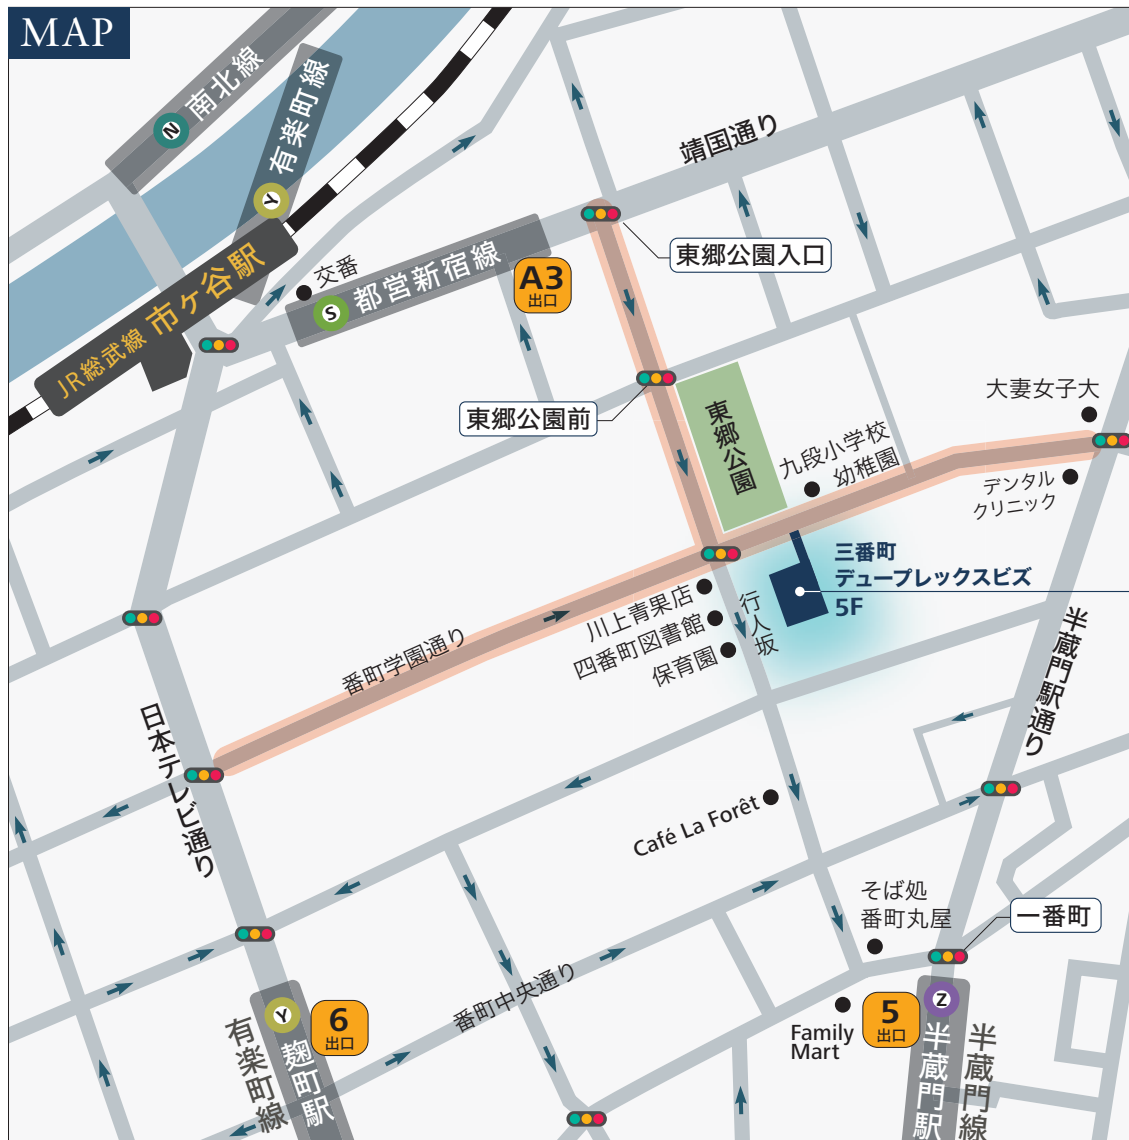 MAP
N 南北線
Y 有楽町線
靖国通り
東郷公園入口
交番
S 都営新宿線
A3
出口
JR総武線 市ヶ谷駅
東郷公園前
東郷公園
大妻女子大
九段小学校
幼稚園
デンタル
クリニック
三番町
デュープレックスビズ
5F
川上青果店
四番町図書館
保育園
行人坂
番町学園通り
半蔵門駅通り
日本テレビ通り
Café La Forêt
そば処
番町丸屋
一番町
番町中央通り
Y
麹町駅
有楽町線
6
出口
Family
Mart
5
出口
Z
半蔵門駅
半蔵門線